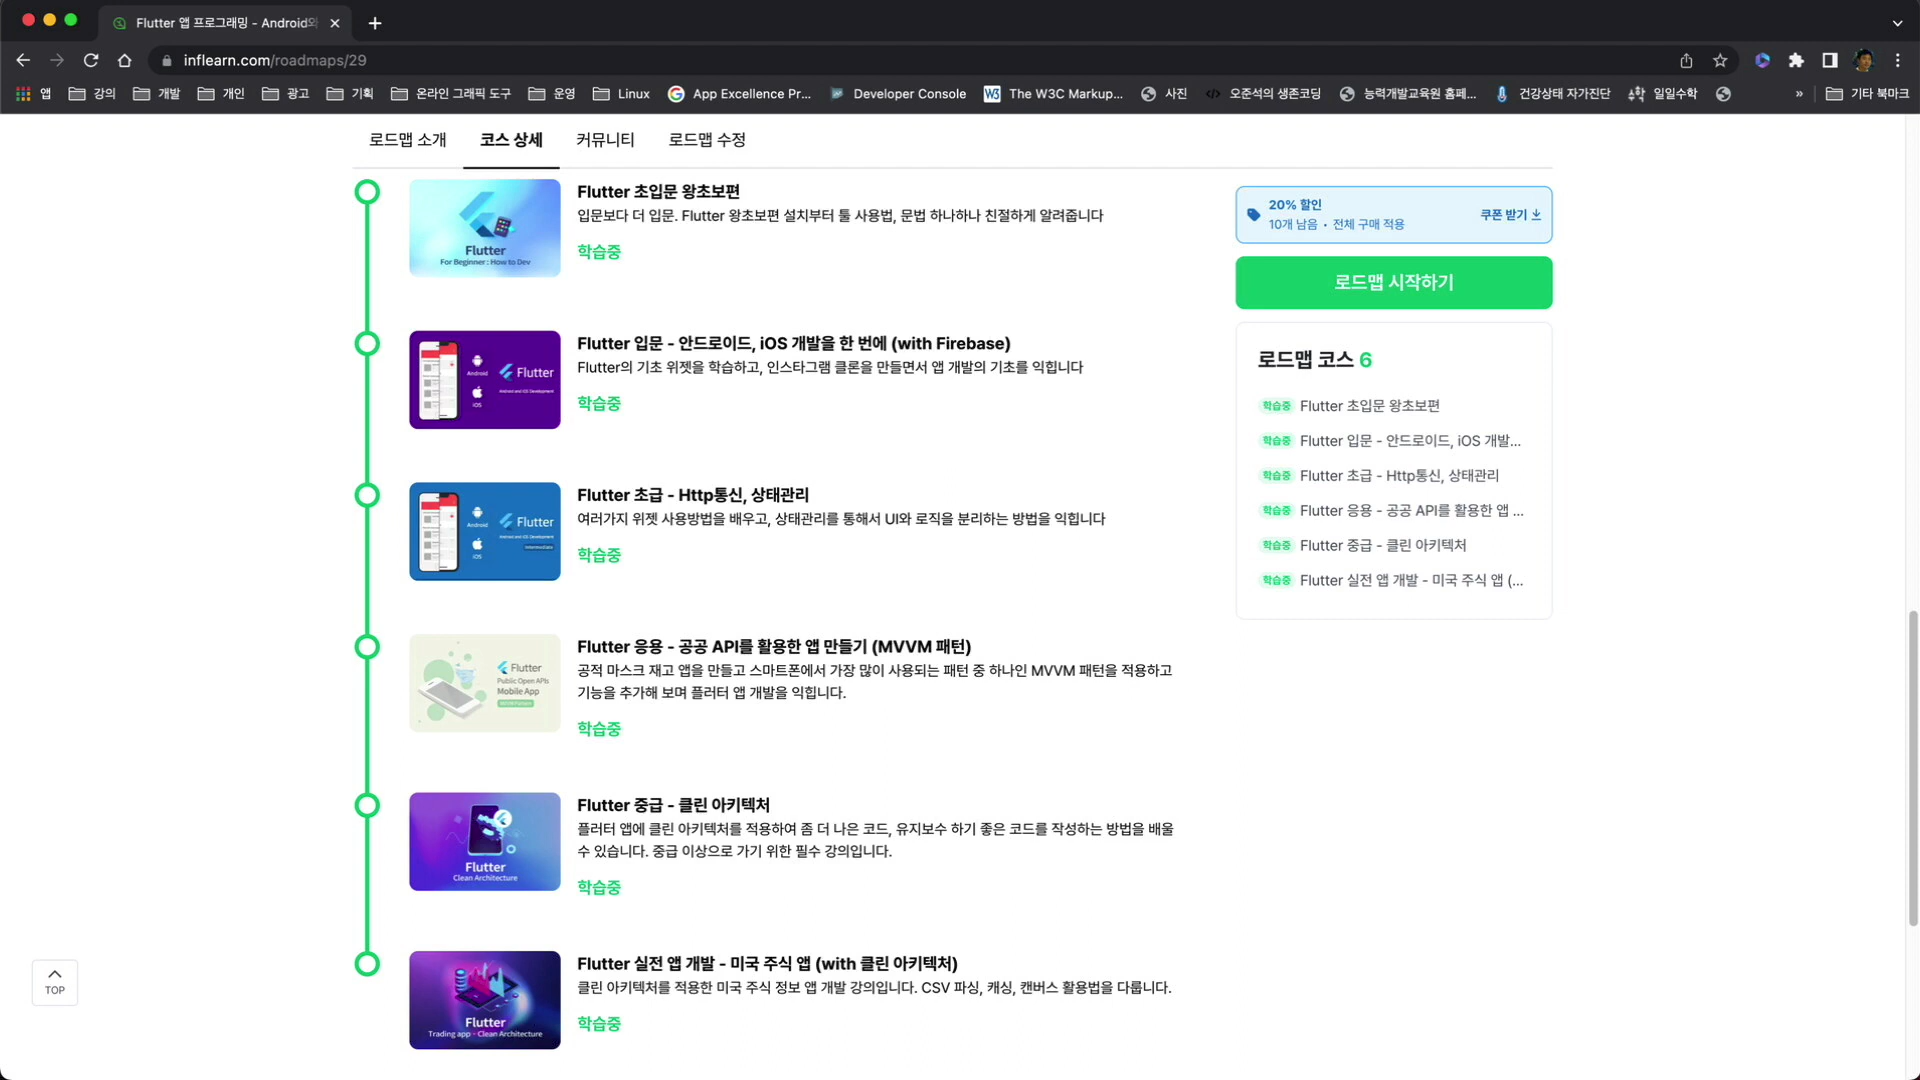 Flutter 앱 프로그래밍 - Android와
inflearn.com/roadmaps/29
앱 강의 개발 개인 광고 기획 온라인 그래픽 도구 운영 Linux App Excellence Pr... Developer Console The W3C Markup... 사진 오준석의 생존코딩 능력개발교육원 홈페... 건강상태 자가진단 일일수학 » 기타 북마크
로드맵 소개 코스 상세 커뮤니티 로드맵 수정
Flutter
For Beginner : How to Dev
Flutter 초입문 왕초보편
입문보다 더 입문. Flutter 왕초보편 설치부터 툴 사용법, 문법 하나하나 친절하게 알려줍니다
학습중
Android
iOS
Flutter
Android and iOS Development
Flutter 입문 - 안드로이드, iOS 개발을 한 번에 (with Firebase)
Flutter의 기초 위젯을 학습하고, 인스타그램 클론을 만들면서 앱 개발의 기초를 익힙니다
학습중
Android
iOS
Flutter
Android and iOS Development
Intermediate
Flutter 초급 - Http통신, 상태관리
여러가지 위젯 사용방법을 배우고, 상태관리를 통해서 UI와 로직을 분리하는 방법을 익힙니다
학습중
Flutter
Public Open APIs
Mobile App
Flutter 응용 - 공공 API를 활용한 앱 만들기 (MVVM 패턴)
공적 마스크 재고 앱을 만들고 스마트폰에서 가장 많이 사용되는 패턴 중 하나인 MVVM 패턴을 적용하고
기능을 추가해 보며 플러터 앱 개발을 익힙니다.
학습중
Flutter
Clean Architecture
Flutter 중급 - 클린 아키텍처
플러터 앱에 클린 아키텍처를 적용하여 좀 더 나은 코드, 유지보수 하기 좋은 코드를 작성하는 방법을 배울
수 있습니다. 중급 이상으로 가기 위한 필수 강의입니다.
학습중
Flutter
Trading app - Clean Architecture
Flutter 실전 앱 개발 - 미국 주식 앱 (with 클린 아키텍처)
클린 아키텍처를 적용한 미국 주식 정보 앱 개발 강의입니다. CSV 파싱, 캐싱, 캔버스 활용법을 다룹니다.
학습중
20% 할인
10개 남음 • 전체 구매 적용
쿠폰 받기
로드맵 시작하기
로드맵 코스 6
학습중 Flutter 초입문 왕초보편
학습중 Flutter 입문 - 안드로이드, iOS 개발...
학습중 Flutter 초급 - Http통신, 상태관리
학습중 Flutter 응용 - 공공 API를 활용한 앱 ...
학습중 Flutter 중급 - 클린 아키텍처
학습중 Flutter 실전 앱 개발 - 미국 주식 앱 (...
TOP